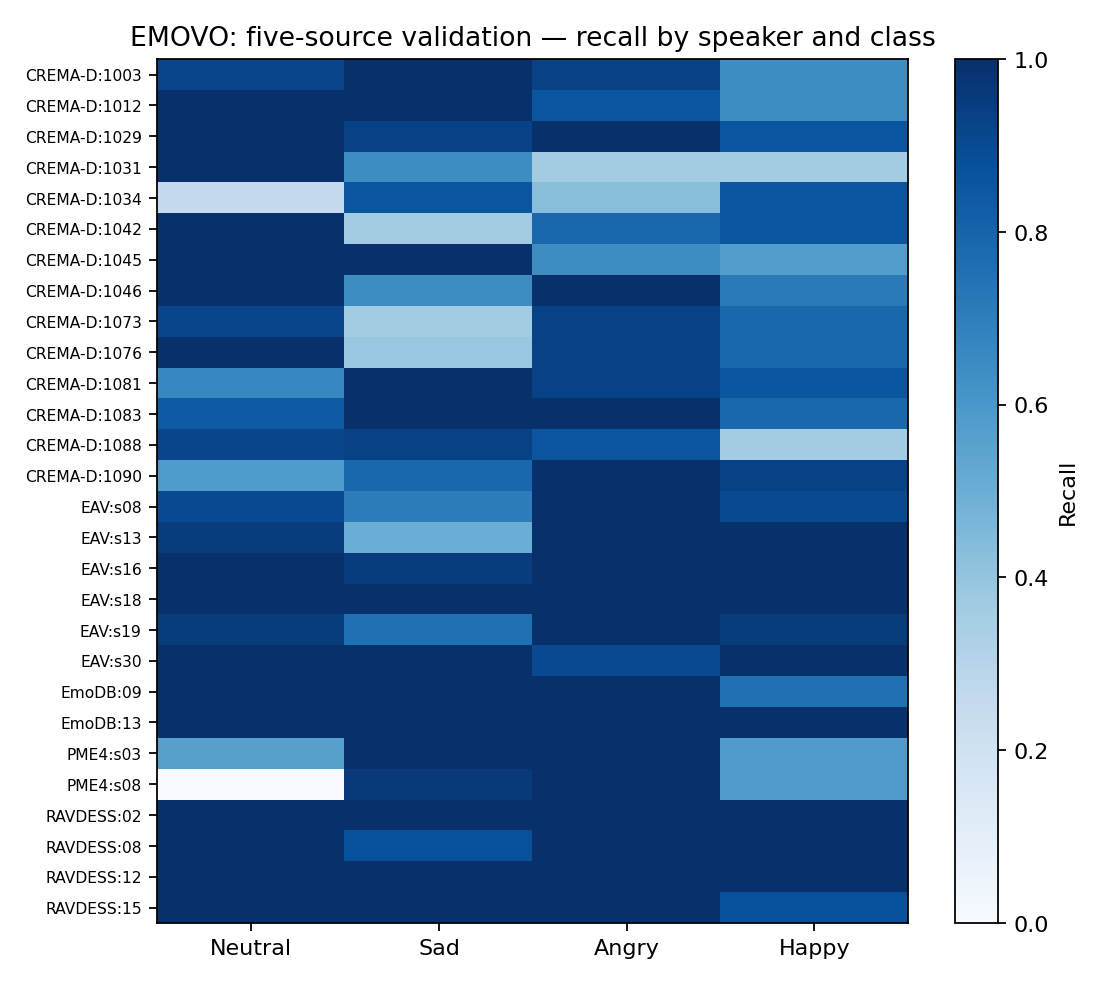 EMOVO: five-source validation — recall by speaker and class
CREMA-D:1003
CREMA-D:1012
CREMA-D:1029
CREMA-D:1031
CREMA-D:1034
CREMA-D:1042
CREMA-D:1045
CREMA-D:1046
CREMA-D:1073
CREMA-D:1076
CREMA-D:1081
CREMA-D:1083
CREMA-D:1088
CREMA-D:1090
EAV:s08
EAV:s13
EAV:s16
EAV:s18
EAV:s19
EAV:s30
EmoDB:09
EmoDB:13
PME4:s03
PME4:s08
RAVDESS:02
RAVDESS:08
RAVDESS:12
RAVDESS:15
Neutral Sad Angry Happy
1.0
0.8
0.6
0.4
0.2
0.0
Recall